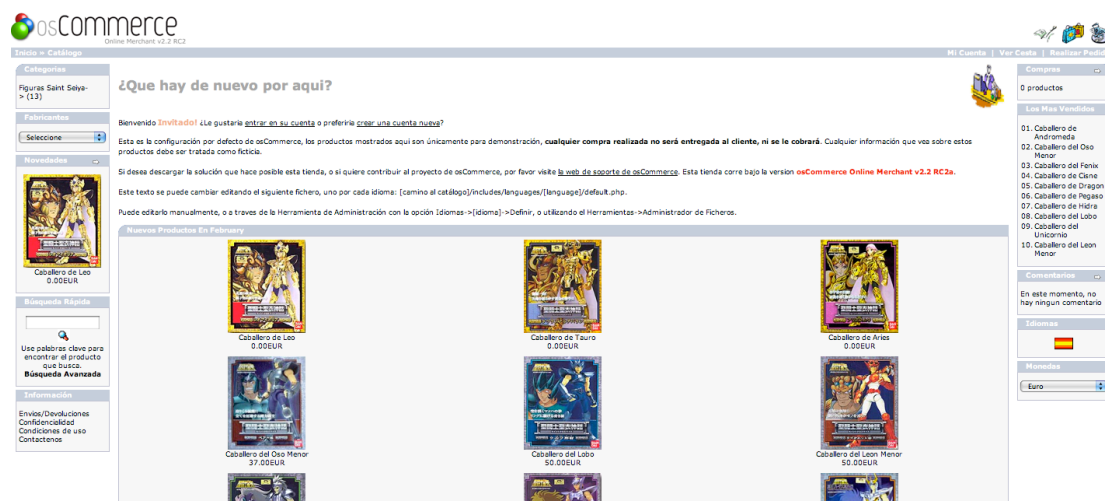 osCommerce
Online Merchant v2.2 RC2
Inicio » Catálogo
Mi Cuenta | Ver Cesta | Realizar Pedid
Categorias
Figuras Saint Seiya-
> (13)
Fabricantes
Seleccione
Novedades
Caballero de Leo
0.00EUR
Búsqueda Rápida
Use palabras clave para
encontrar el producto
que busca.
Búsqueda Avanzada
Información
Envios/Devoluciones
Confidencialidad
Condiciones de uso
Contactenos
¿Que hay de nuevo por aqui?
Bienvenido Invitado! ¿Le gustaria entrar en su cuenta o preferiria crear una cuenta nueva?
Esta es la configuración por defecto de osCommerce, los productos mostrados aqui son únicamente para demonstración, cualquier compra realizada no será entregada al cliente, ni se le cobrará. Cualquier información que vea sobre estos
productos debe ser tratada como ficticia.
Si desea descargar la solución que hace posible esta tienda, o si quiere contribuir al proyecto de osCommerce, por favor visite la web de soporte de osCommerce. Esta tienda corre bajo la version osCommerce Online Merchant v2.2 RC2a.
Este texto se puede cambiar editando el siguiente fichero, uno por cada idioma: [camino al catálogo]/includes/languages/[language]/default.php.
Puede editarlo manualmente, o a traves de la Herramienta de Administración con la opción Idiomas->[idioma]->Definir, o utilizando el Herramientas->Administrador de Ficheros.
Nuevos Productos En February
Caballero de Leo
0.00EUR
Caballero de Tauro
0.00EUR
Caballero de Aries
0.00EUR
Caballero del Oso Menor
37.00EUR
Caballero del Lobo
50.00EUR
Caballero del Leon Menor
50.00EUR
Compras
0 productos
Los Mas Vendidos
01. Caballero de
Andromeda
02. Caballero del Oso
Menor
03. Caballero del Fenix
04. Caballero de Cisne
05. Caballero de Dragon
06. Caballero de Pegaso
07. Caballero de Hidra
08. Caballero del Lobo
09. Caballero del
Unicornio
10. Caballero del Leon
Menor
Comentarios
En este momento, no
hay ningun comentario
Idiomas
Monedas
Euro